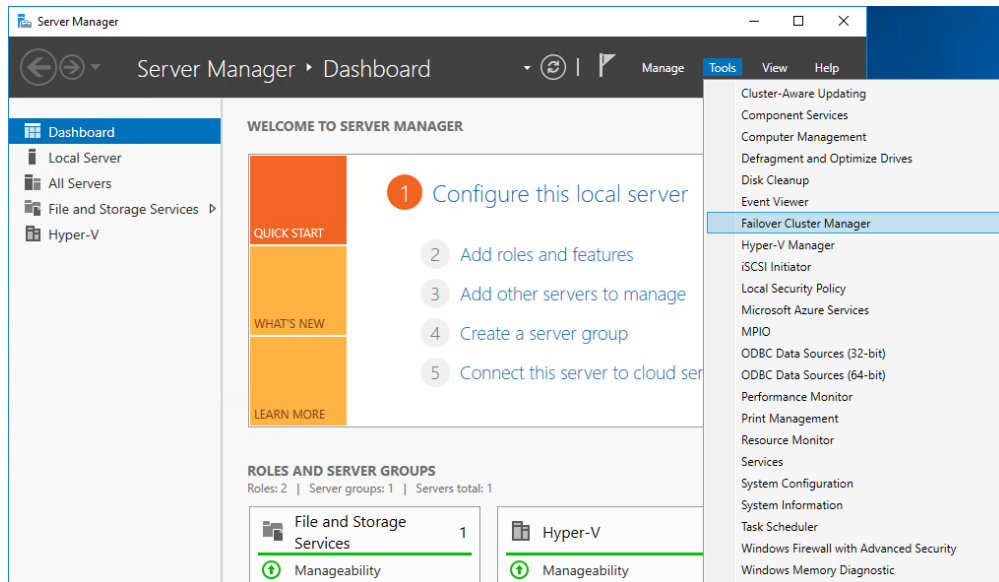 Server Manager
Server Manager ‣ Dashboard
Manage
Tools
View
Help
Dashboard
Local Server
All Servers
File and Storage Services
Hyper-V
WELCOME TO SERVER MANAGER
QUICK START
WHAT'S NEW
LEARN MORE
1 Configure this local server
2 Add roles and features
3 Add other servers to manage
4 Create a server group
5 Connect this server to cloud ser
ROLES AND SERVER GROUPS
Roles: 2 | Server groups: 1 | Servers total: 1
File and Storage
Services
1
Manageability
Hyper-V
Manageability
Cluster-Aware Updating
Component Services
Computer Management
Defragment and Optimize Drives
Disk Cleanup
Event Viewer
Failover Cluster Manager
Hyper-V Manager
iSCSI Initiator
Local Security Policy
Microsoft Azure Services
MPIO
ODBC Data Sources (32-bit)
ODBC Data Sources (64-bit)
Performance Monitor
Print Management
Resource Monitor
Services
System Configuration
System Information
Task Scheduler
Windows Firewall with Advanced Security
Windows Memory Diagnostic